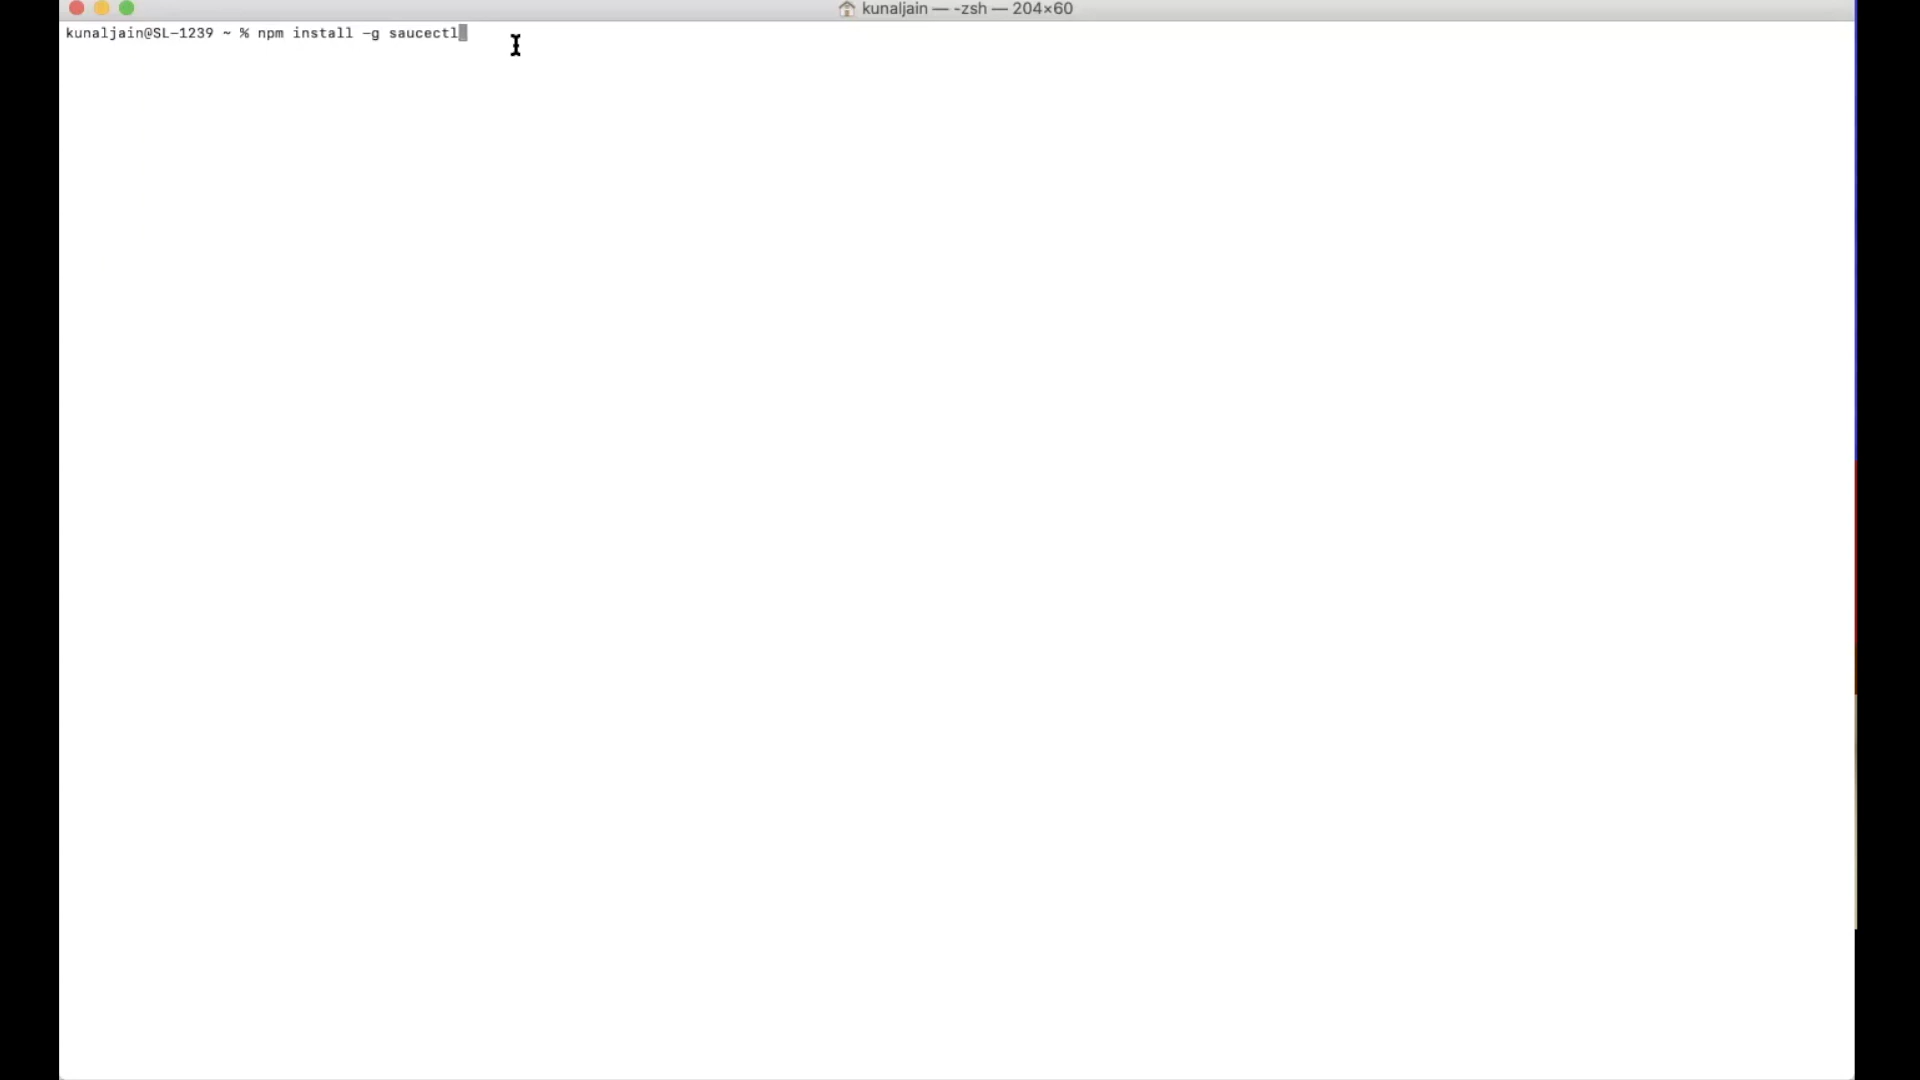 kunaljain — -zsh — 204×60
kunaljain@SL-1239 ~ % npm install -g saucectl